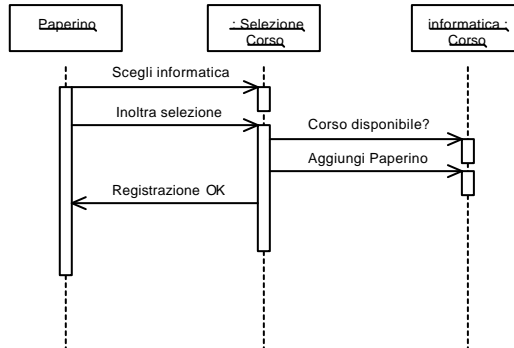 Paperino
: Selezione
Corso
informatica :
Corso
Scegli informatica
Inoltra selezione
Corso disponibile?
Aggiungi Paperino
Registrazione OK